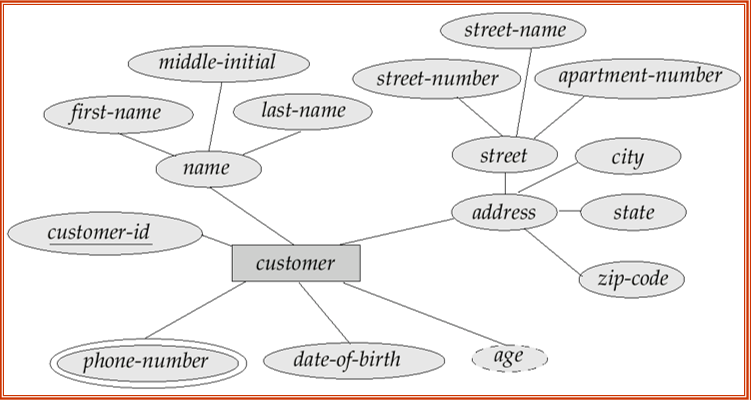 street-name
middle-initial
street-number
apartment-number
first-name
last-name
name
street
city
customer-id
address
state
customer
zip-code
phone-number
date-of-birth
age